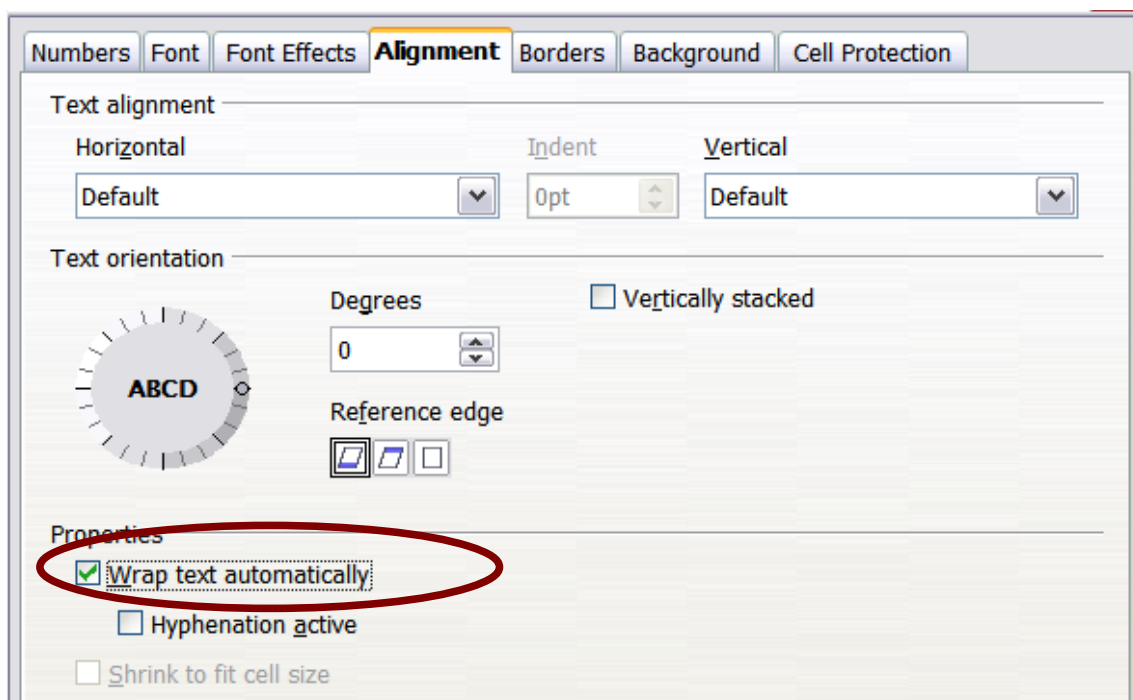 Numbers Font Font Effects Alignment Borders Background Cell Protection
Text alignment
Horizontal Indent Vertical
Default 0pt Default
Text orientation
Degrees Vertically stacked
0
ABCD
Reference edge
Properties
Wrap text automatically
Hyphenation active
Shrink to fit cell size